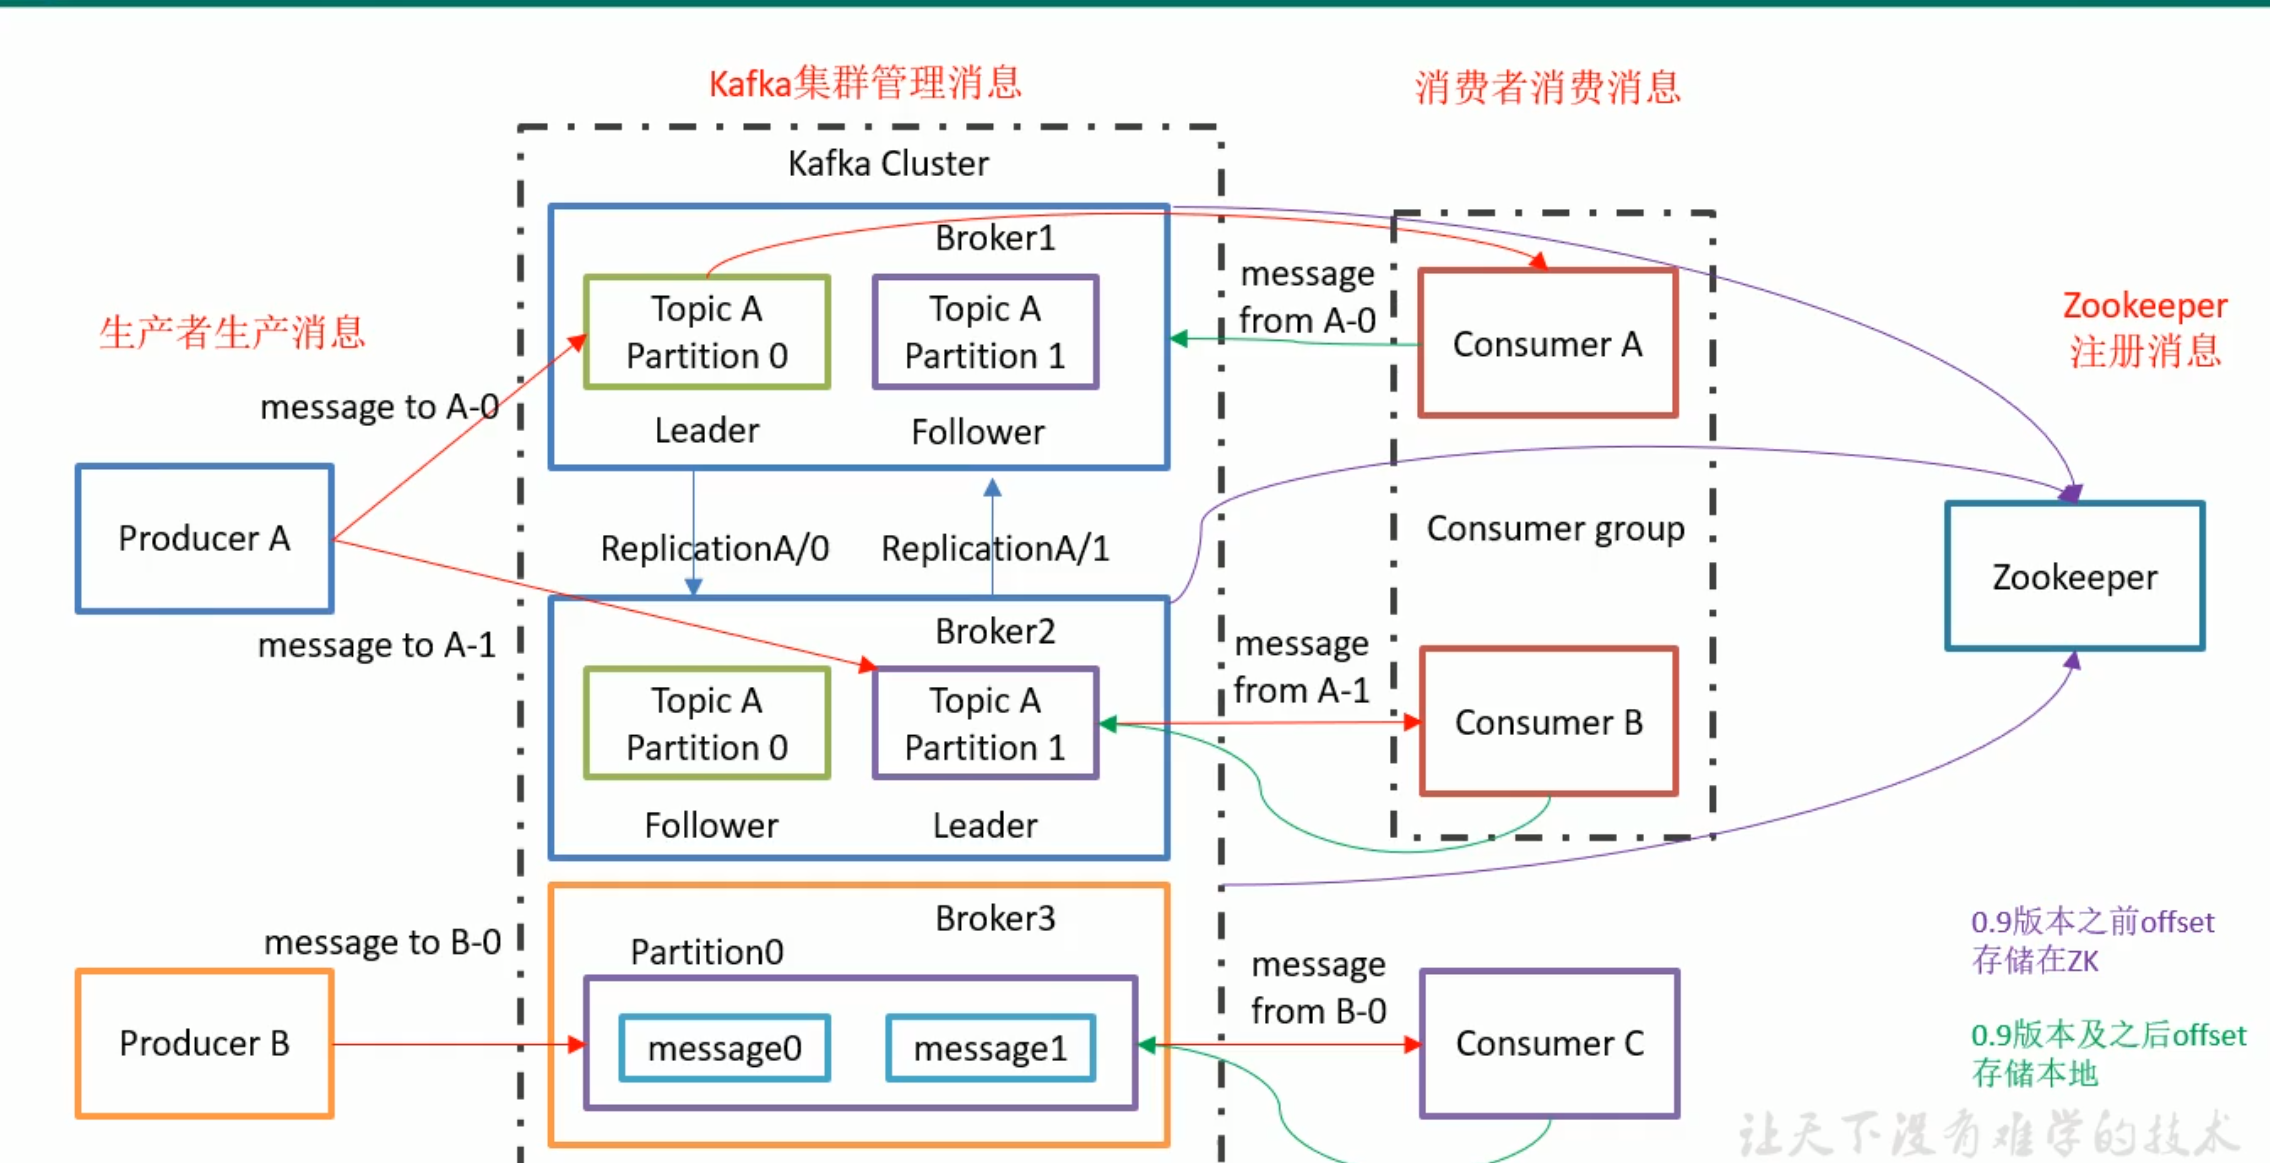 Kafka集群管理消息
消费者消费消息
Kafka Cluster
Broker1
Topic A
Partition 0
Topic A
Partition 1
Leader
Follower
message
from A-0
Consumer A
Zookeeper
注册消息
生产者生产消息
message to A-0
Producer A
message to A-1
ReplicationA/0
ReplicationA/1
Consumer group
Zookeeper
Broker2
Topic A
Partition 0
Topic A
Partition 1
Follower
Leader
message
from A-1
Consumer B
message to B-0
Producer B
Broker3
Partition0
message0
message1
message
from B-0
Consumer C
0.9版本之前offset
存储在ZK
0.9版本及之后offset
存储本地
让天下没有难学的技术